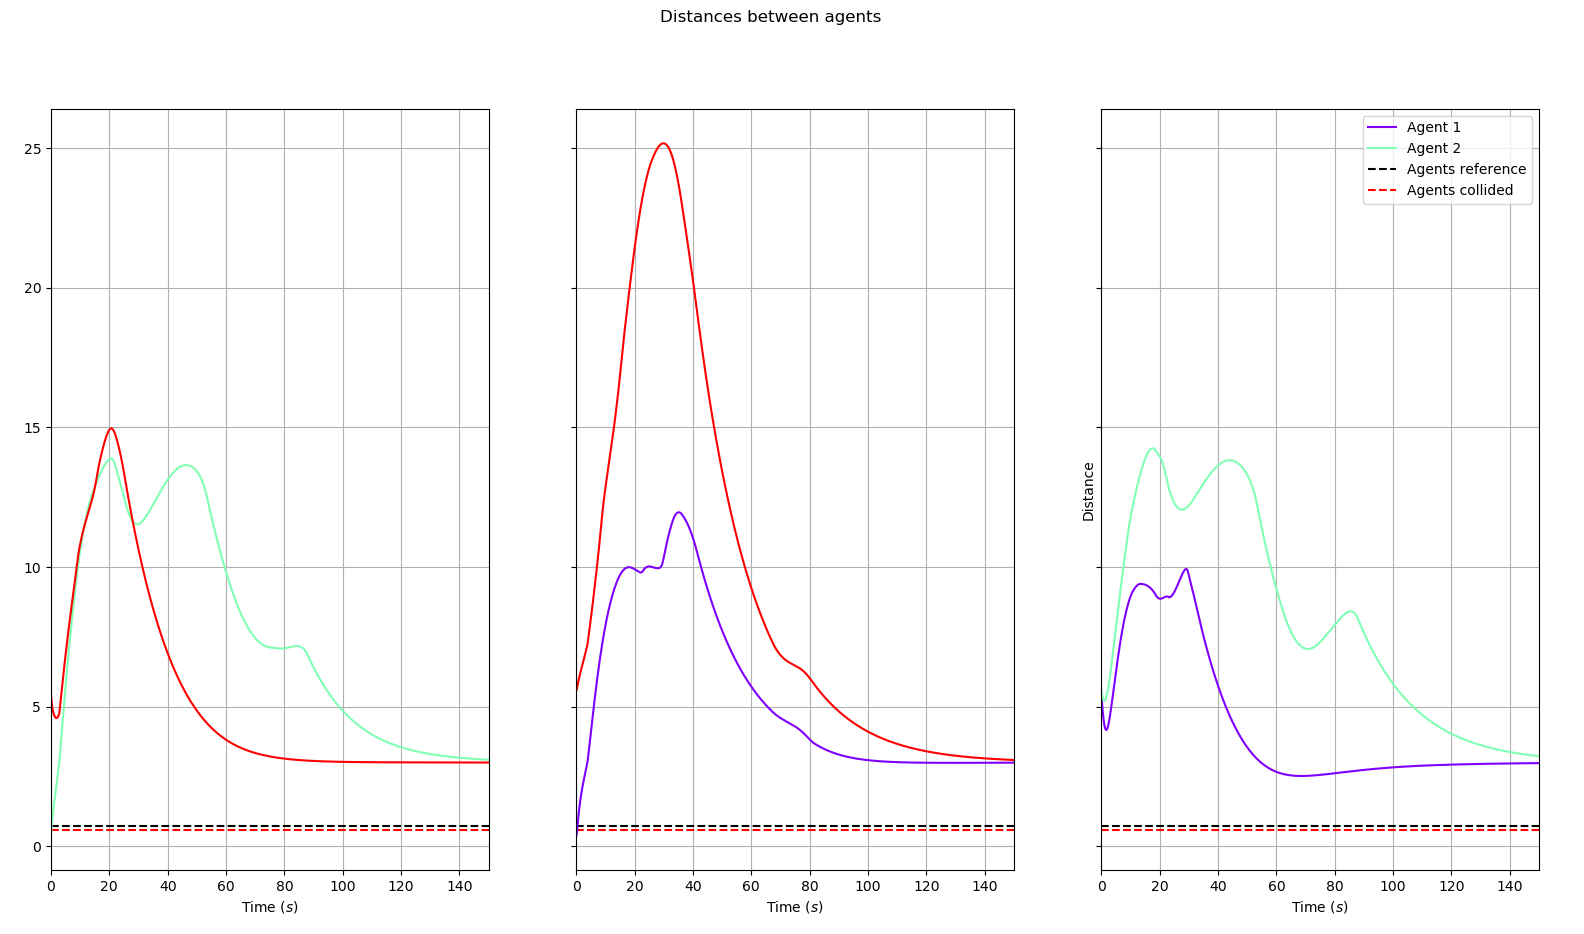 Distances between agents
25
20
15
10
5
0
0 20 40 60 80 100 120 140
Time (s)
0 20 40 60 80 100 120 140
Time (s)
Distance
Agent 1
Agent 2
Agents reference
Agents collided
0 20 40 60 80 100 120 140
Time (s)